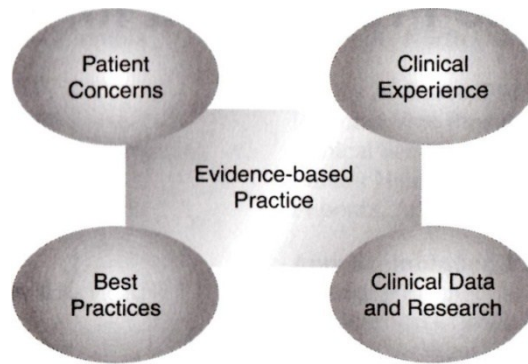 Patient
Concerns
Clinical
Experience
Evidence-based
Practice
Best
Practices
Clinical Data
and Research